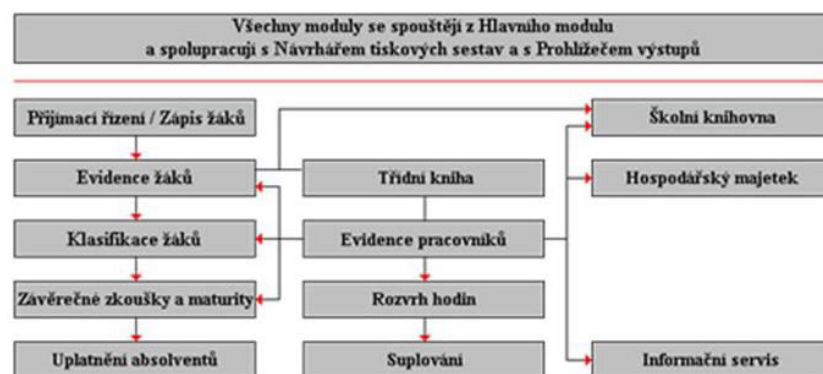 Všechny moduly se spouštějí z Hlavního modulu
a spolupracují s Návrhářem tiskových sestav a s Prohlížečem výstupů
Přijímací řízení / Zápis žáků
Školní knihovna
Evidence žáků
Třídní kniha
Hospodářský majetek
Klasifikace žáků
Evidence pracovníků
Závěrečné zkoušky a maturity
Rozvrh hodin
Uplatnění absolventů
Suplování
Informační servis